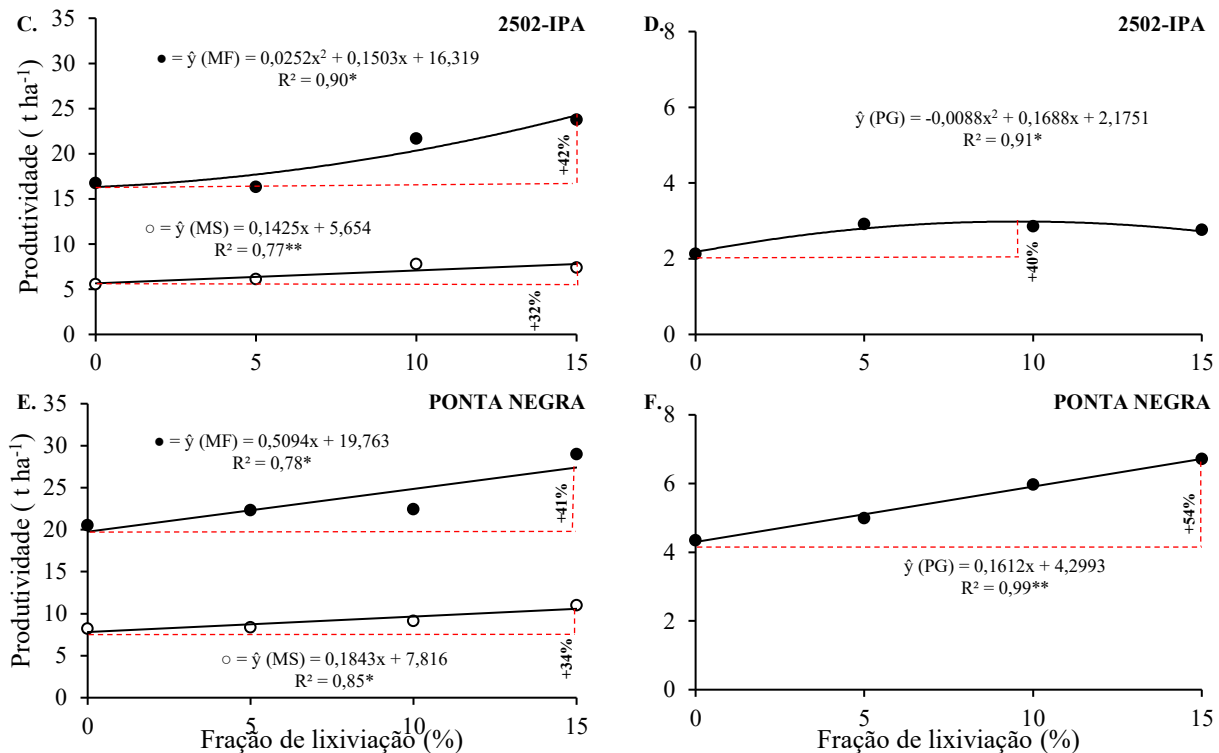 C.
2502-IPA
Produtividade ( t ha⁻¹)
35
30
25
20
15
10
5
0
● = ŷ (MF) = 0,0252x² + 0,1503x + 16,319
R² = 0,90*
+42%
○ = ŷ (MS) = 0,1425x + 5,654
R² = 0,77**
+32%
0 5 10 15
D.
2502-IPA
8
6
4
2
0
ŷ (PG) = -0,0088x² + 0,1688x + 2,1751
R² = 0,91*
+40%
0 5 10 15
E.
PONTA NEGRA
Produtividade ( t ha⁻¹)
35
30
25
20
15
10
5
0
● = ŷ (MF) = 0,5094x + 19,763
R² = 0,78*
+41%
○ = ŷ (MS) = 0,1843x + 7,816
R² = 0,85*
+34%
0 5 10 15
Fração de lixiviação (%)
F.
PONTA NEGRA
8
6
4
2
0
+54%
ŷ (PG) = 0,1612x + 4,2993
R² = 0,99**
0 5 10 15
Fração de lixiviação (%)